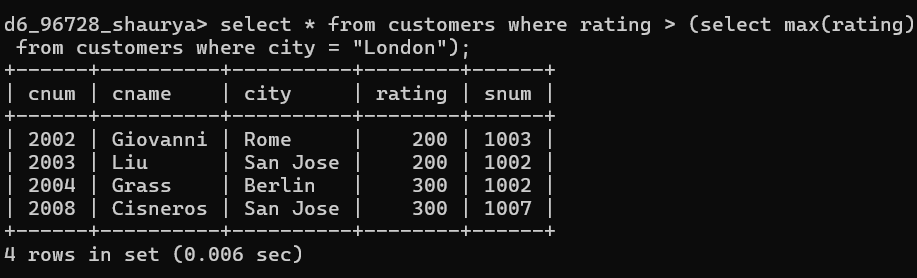 d6_96728_shaurya> select * from customers where rating > (select max(rating)
 from customers where city = "London");
+------+----------+----------+--------+------+
| cnum | cname    | city     | rating | snum |
+------+----------+----------+--------+------+
| 2002 | Giovanni | Rome     |    200 | 1003 |
| 2003 | Liu      | San Jose |    200 | 1002 |
| 2004 | Grass    | Berlin   |    300 | 1002 |
| 2008 | Cisneros | San Jose |    300 | 1007 |
+------+----------+----------+--------+------+
4 rows in set (0.006 sec)